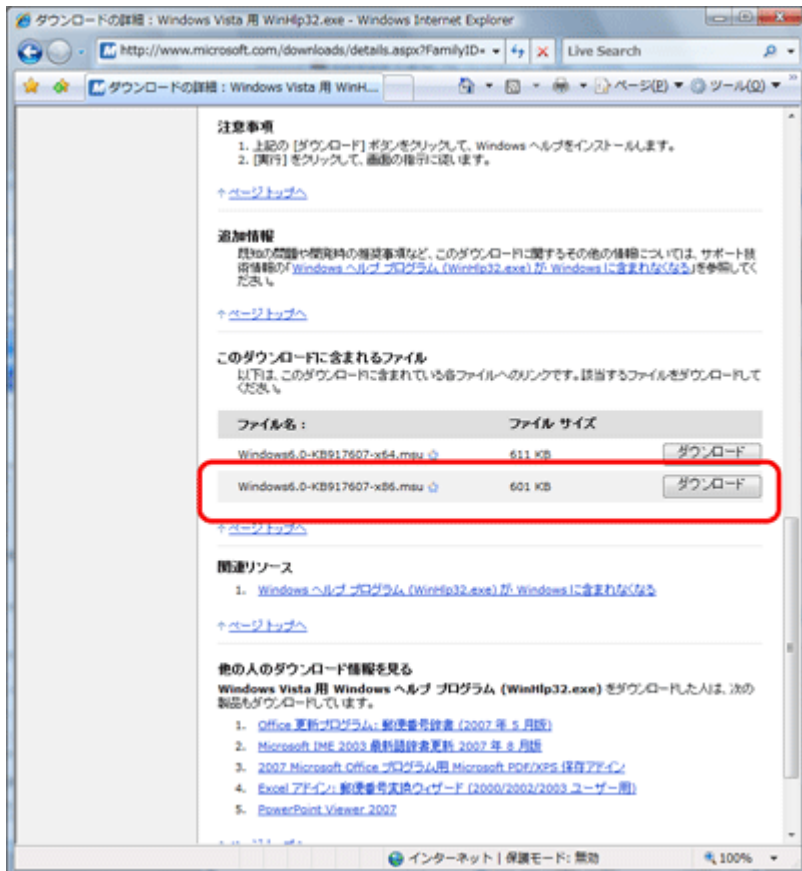 ダウンロードの詳細 : Windows Vista 用 WinHlp32.exe - Windows Internet Explorer
http://www.microsoft.com/downloads/details.aspx?FamilyID=
Live Search
ダウンロードの詳細 : Windows Vista 用 WinH...
ページ(P) ツール(O)
注意事項
1. 上記の [ダウンロード] ボタンをクリックして、Windows ヘルプをインストールします。
2. [実行] をクリックして、画面の指示に従います。
ページトップへ
追加情報
既知の問題や開発時の推奨事項など、このダウンロードに関するその他の情報については、サポート技
術情報の「Windows ヘルプ プログラム (WinHlp32.exe) が Windows に含まれなくなる」を参照してく
ださい。
ページトップへ
このダウンロードに含まれるファイル
以下は、このダウンロードに含まれている各ファイルへのリンクです。該当するファイルをダウンロードして
ください。
ファイル名 : ファイル サイズ
Windows6.0-KB917607-x64.msu 611 KB ダウンロード
Windows6.0-KB917607-x86.msu 601 KB ダウンロード
ページトップへ
関連リソース
1. Windows ヘルプ プログラム (WinHlp32.exe) が Windows に含まれなくなる
ページトップへ
他の人のダウンロード情報を見る
Windows Vista 用 Windows ヘルプ プログラム (WinHlp32.exe) をダウンロードした人は、次の
製品もダウンロードしています。
1. Office 更新プログラム: 郵便番号辞書 (2007 年 5 月版)
2. Microsoft IME 2003 最新語辞書更新 2007 年 8 月版
3. 2007 Microsoft Office プログラム用 Microsoft PDF/XPS 保存アドイン
4. Excel アドイン: 郵便番号変換ウィザード (2000/2002/2003 ユーザー用)
5. PowerPoint Viewer 2007
インターネット | 保護モード: 無効 100%